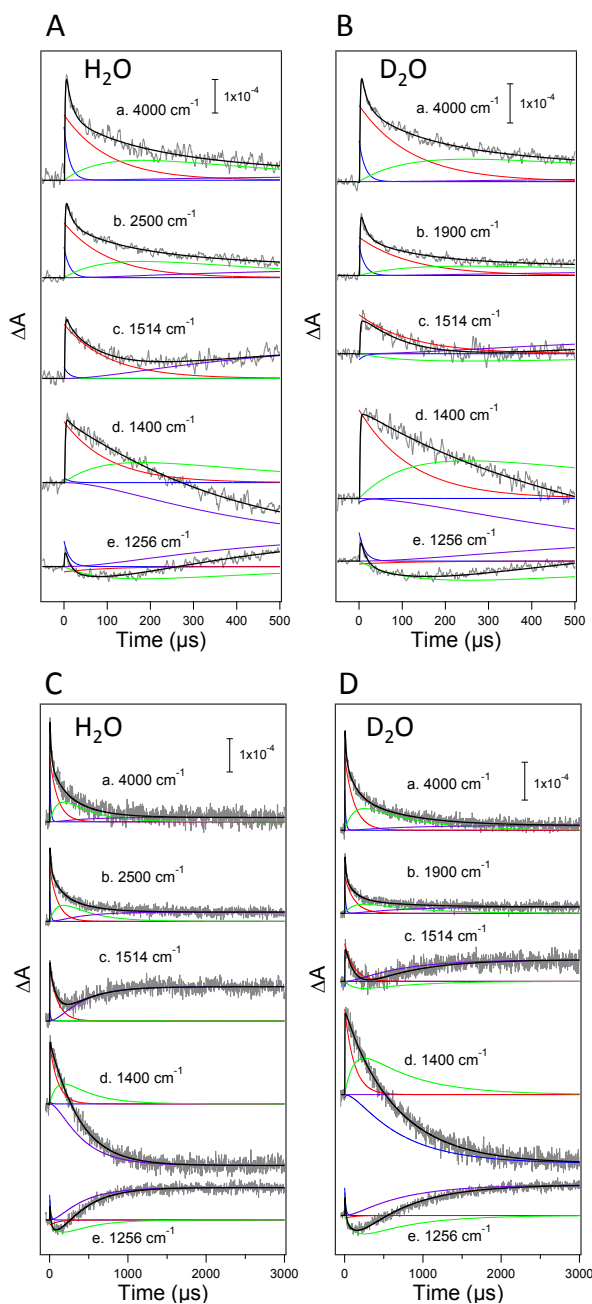 A
H₂O
1x10⁻⁴
a. 4000 cm⁻¹
b. 2500 cm⁻¹
c. 1514 cm⁻¹
d. 1400 cm⁻¹
e. 1256 cm⁻¹
ΔA
0 100 200 300 400 500
Time (µs)
B
D₂O
1x10⁻⁴
a. 4000 cm⁻¹
b. 1900 cm⁻¹
c. 1514 cm⁻¹
d. 1400 cm⁻¹
e. 1256 cm⁻¹
ΔA
0 100 200 300 400 500
Time (µs)
C
H₂O
1x10⁻⁴
a. 4000 cm⁻¹
b. 2500 cm⁻¹
c. 1514 cm⁻¹
d. 1400 cm⁻¹
e. 1256 cm⁻¹
ΔA
0 1000 2000 3000
Time (µs)
D
D₂O
1x10⁻⁴
a. 4000 cm⁻¹
b. 1900 cm⁻¹
c. 1514 cm⁻¹
d. 1400 cm⁻¹
e. 1256 cm⁻¹
ΔA
0 1000 2000 3000
Time (µs)